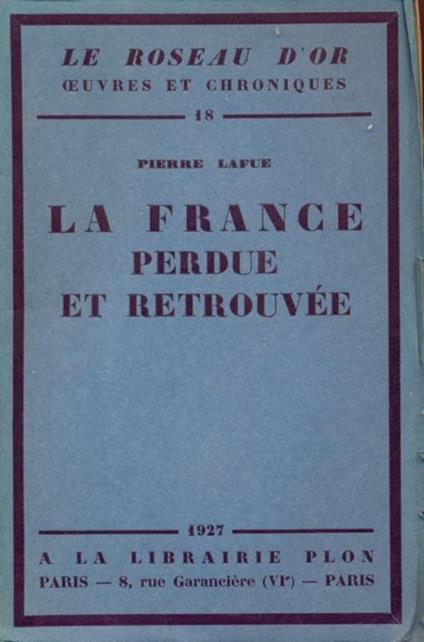 LE ROSEAU D'OR
ŒUVRES ET CHRONIQUES
18
PIERRE LAFUE
LA FRANCE
PERDUE
ET RETROUVÉE
1927
A LA LIBRAIRIE PLON
PARIS — 8, rue Garancière (VIᵉ) — PARIS